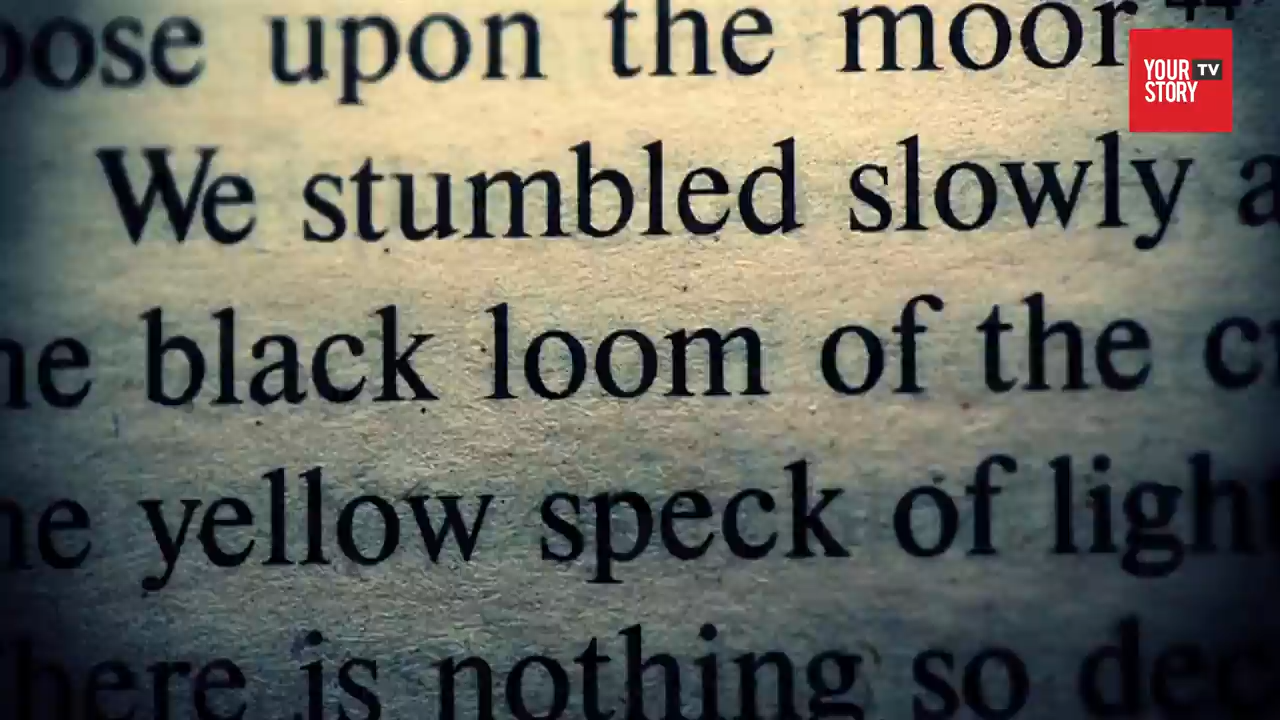 upon the moor
YOUR TV
STORY
We stumbled slowly
black loom of the
yellow speck of
is nothing so